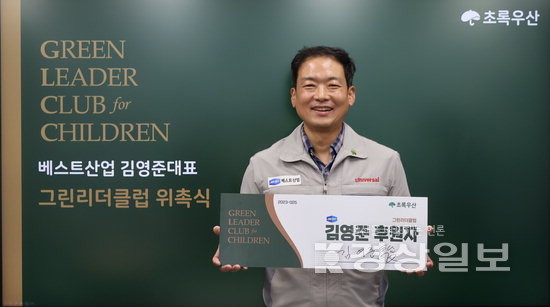 초록우산
GREEN
LEADER
CLUB for
CHILDREN
베스트산업 김영준대표
그린리더클럽 위촉식
베스트산업
Universal
2023-025
초록우산
GREEN
LEADER
CLUB for
CHILDREN
그린리더클럽
김영준 후원자
경상일보